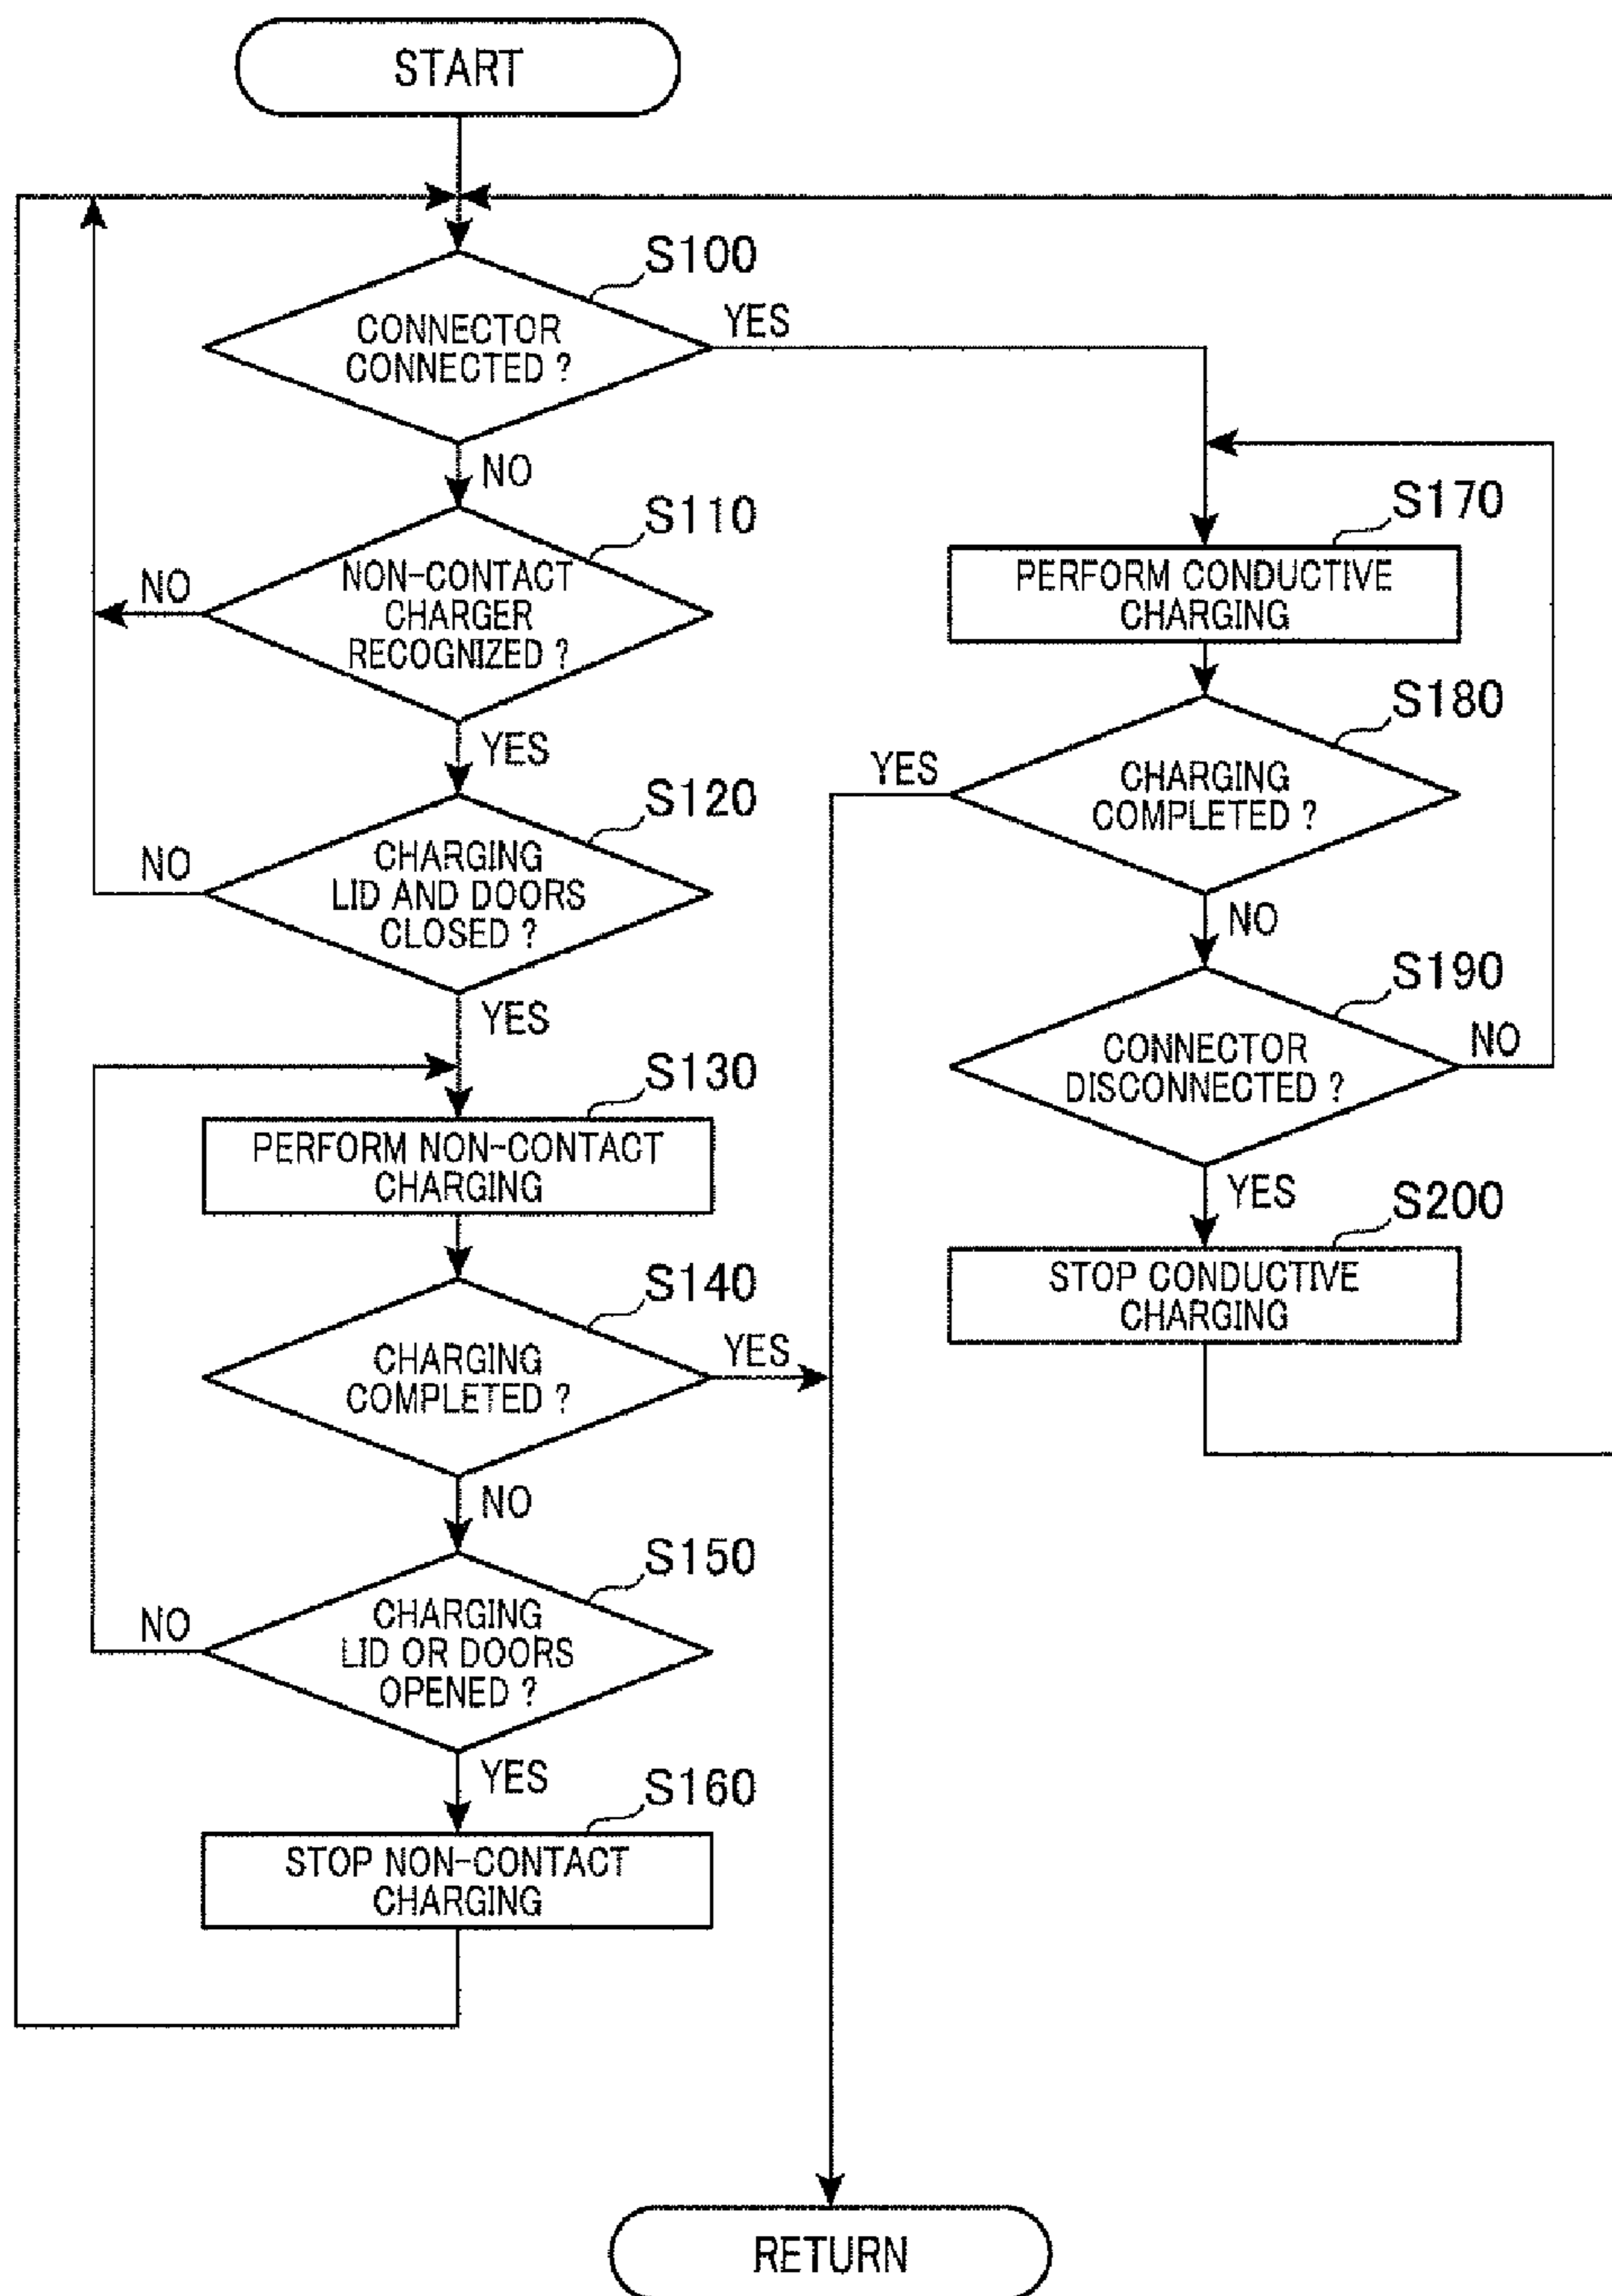 START
S100
CONNECTOR
CONNECTED ?
YES
NO
S110
NON-CONTACT
CHARGER
RECOGNIZED ?
NO
YES
S120
CHARGING
LID AND DOORS
CLOSED ?
NO
YES
S130
PERFORM NON-CONTACT
CHARGING
S140
CHARGING
COMPLETED ?
YES
NO
S150
CHARGING
LID OR DOORS
OPENED ?
NO
YES
S160
STOP NON-CONTACT
CHARGING
S170
PERFORM CONDUCTIVE
CHARGING
S180
CHARGING
COMPLETED ?
YES
NO
S190
CONNECTOR
DISCONNECTED ?
NO
YES
S200
STOP CONDUCTIVE
CHARGING
RETURN